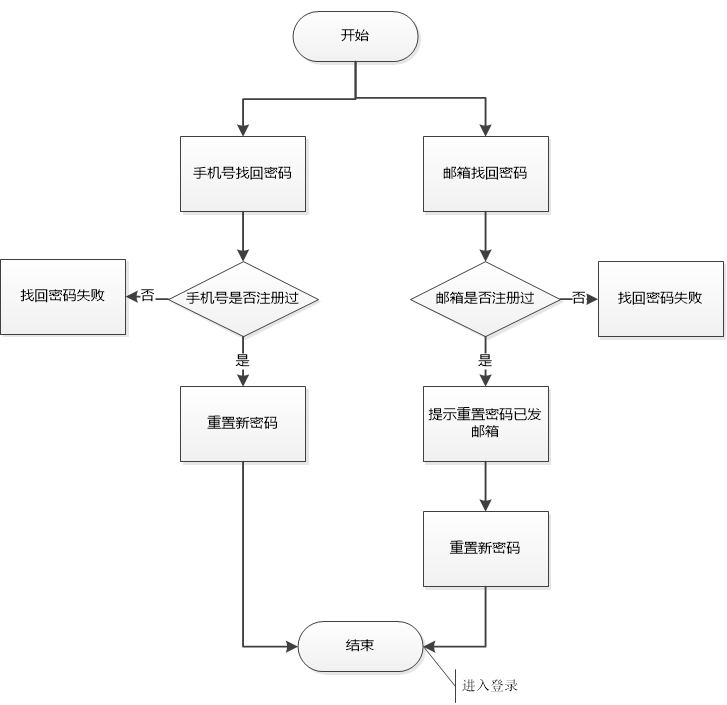 开始
手机号找回密码
邮箱找回密码
找回密码失败
否
手机号是否注册过
邮箱是否注册过
否
找回密码失败
是
是
重置新密码
提示重置密码已发
邮箱
重置新密码
结束
进入登录